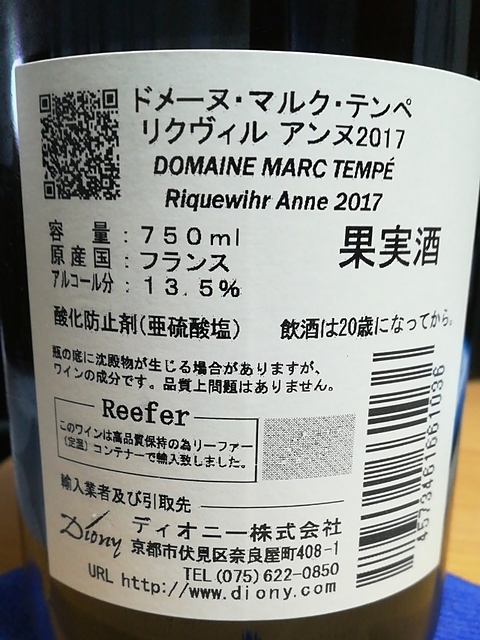 ドメーヌ・マルク・テンペ
リクヴィル アンヌ2017
DOMAINE MARC TEMPÉ
Riquewihr Anne 2017
容　量：７５０ml
原産国：フランス
アルコール分：１３.５%
果実酒
酸化防止剤(亜硫酸塩)　飲酒は20歳になってから。
瓶の底に沈殿物が生じる場合がありますが、
ワインの成分です。品質上問題はありません。
Reefer
このワインは高品質保持の為リーファー
(定温)コンテナーで輸入致しました。
輸入業者及び引取先
Diony ディオニー株式会社
京都市伏見区奈良屋町408-1
TEL (075) 622-0850
URL http://www.diony.com
4573461661036